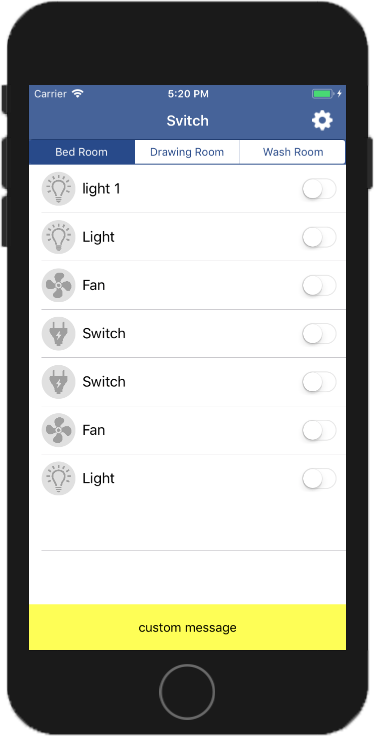 Carrier 5:20 PM
Svitch
Bed Room Drawing Room Wash Room
light 1
Light
Fan
Switch
Switch
Fan
Light
custom message